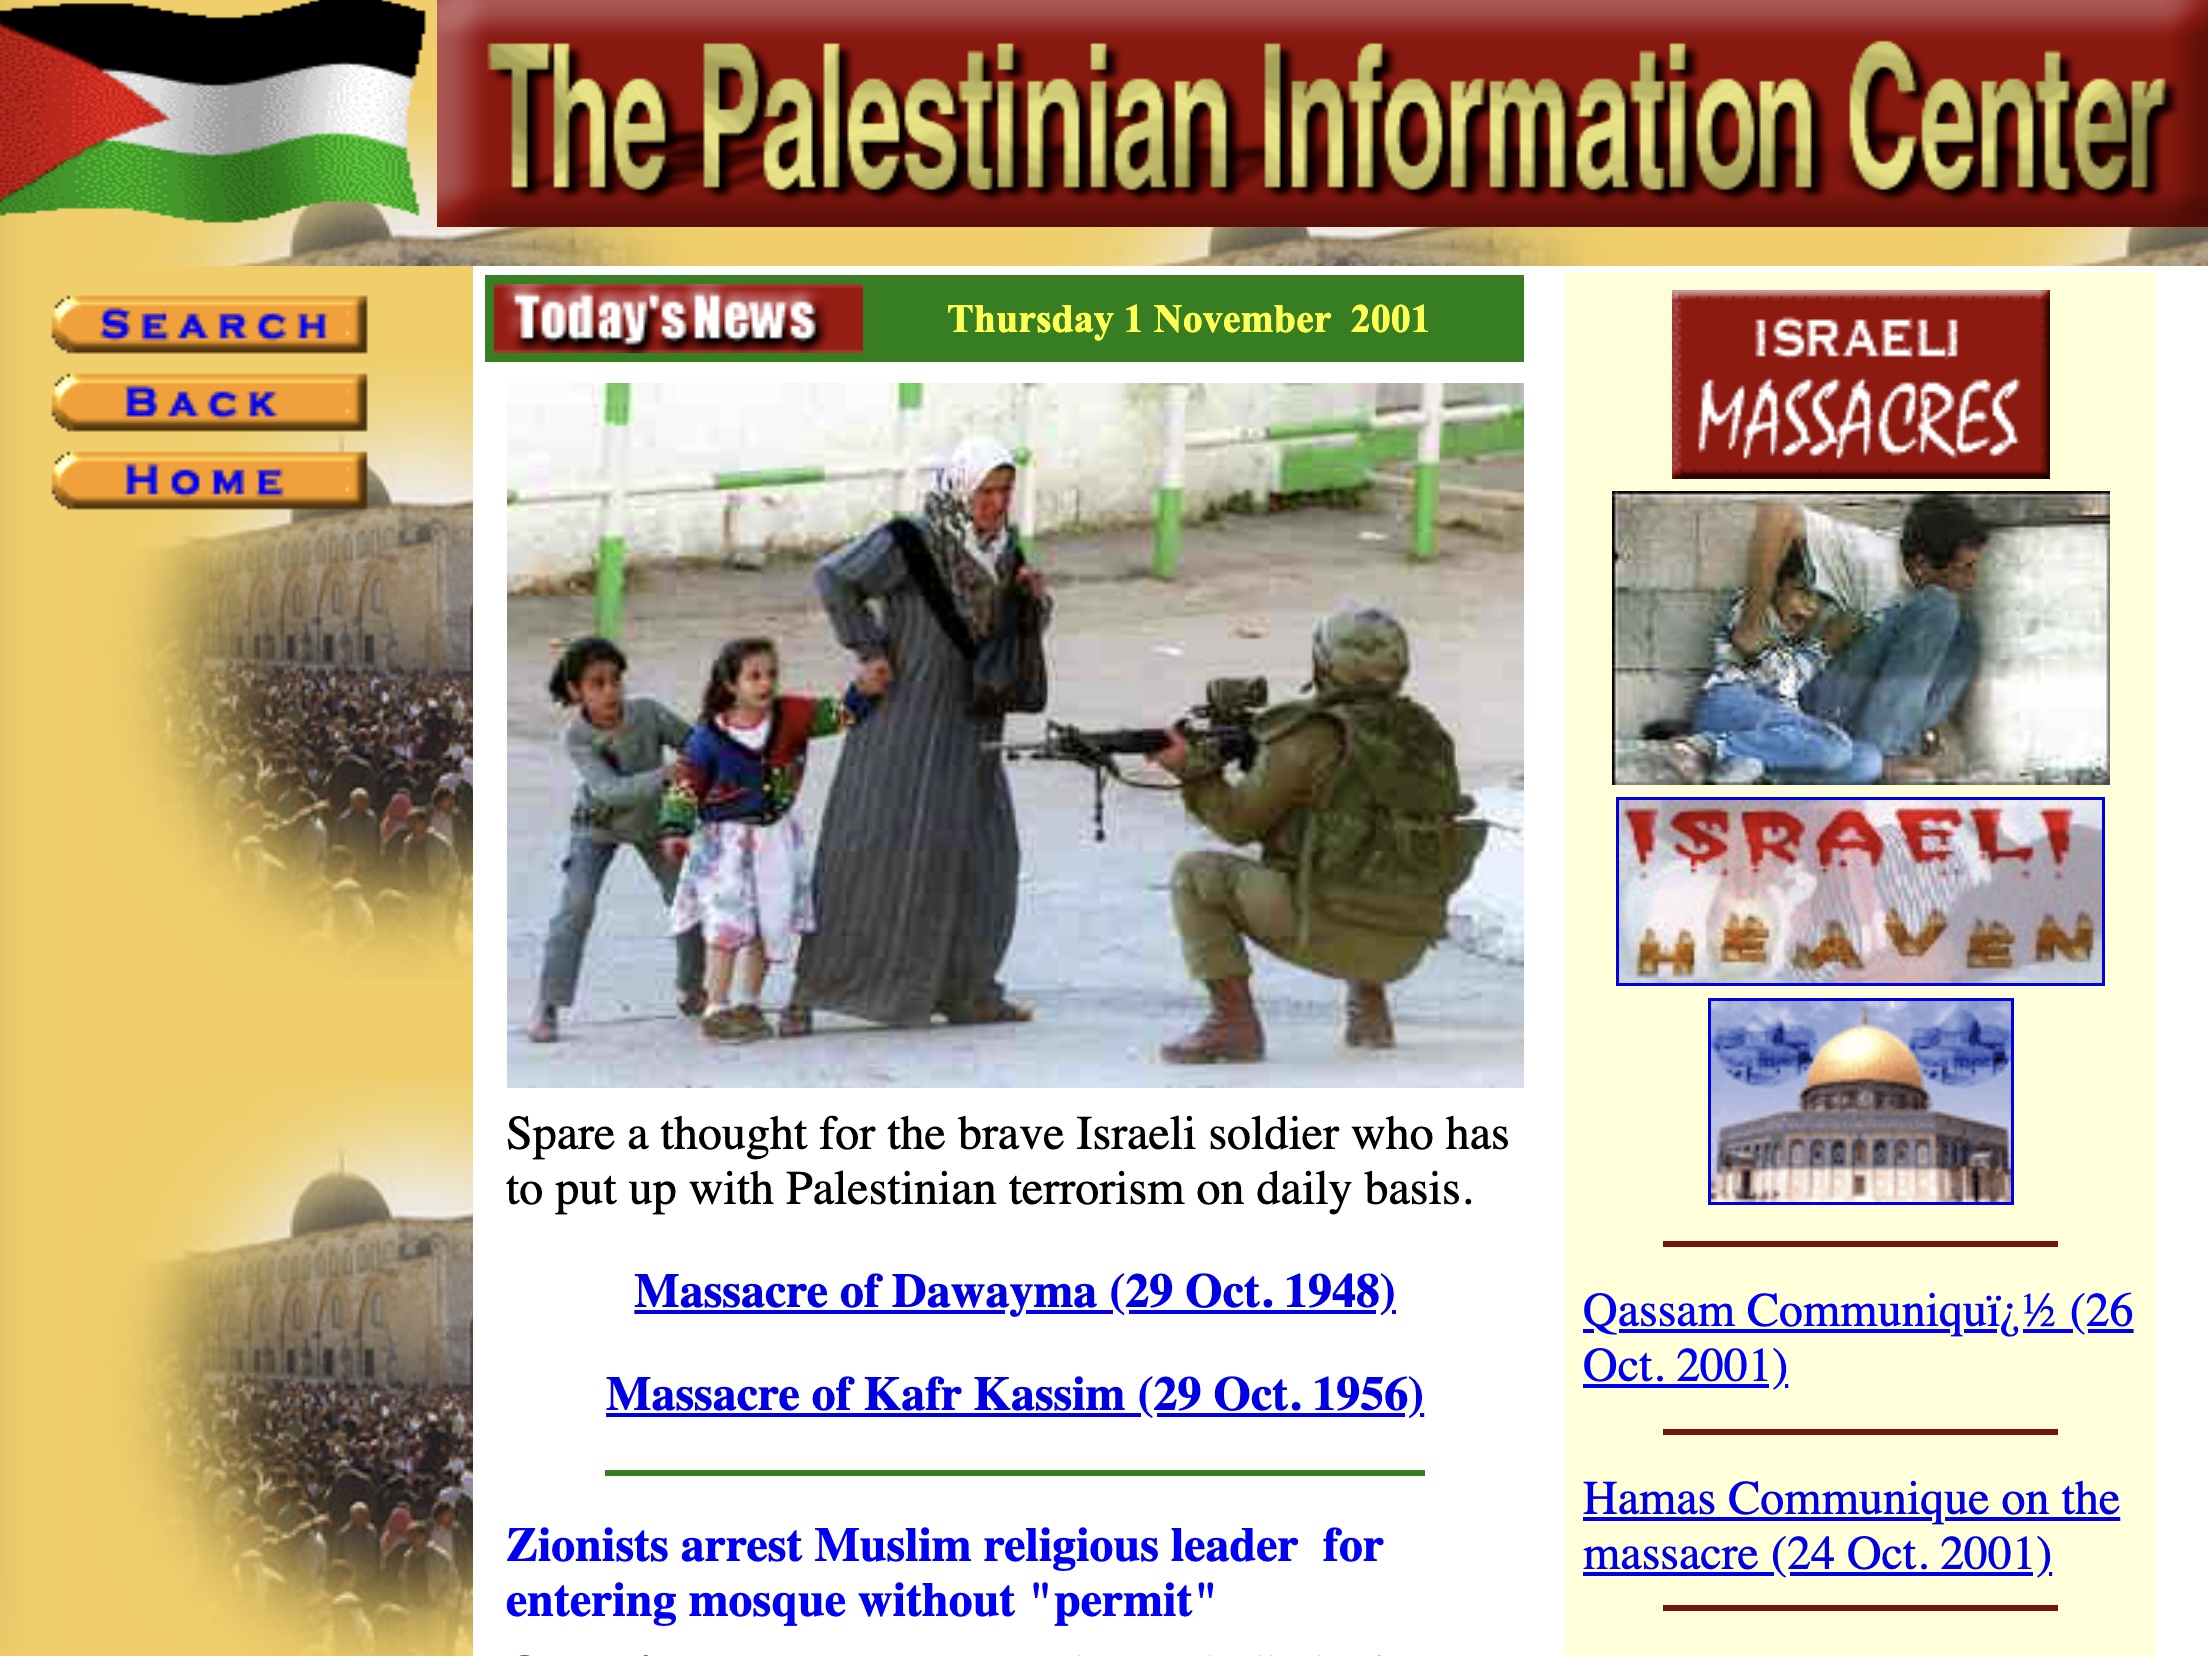 The Palestinian Information Center
SEARCH
BACK
HOME
Today's News
Thursday 1 November 2001
Spare a thought for the brave Israeli soldier who has
to put up with Palestinian terrorism on daily basis.
Massacre of Dawayma (29 Oct. 1948)
Massacre of Kafr Kassim (29 Oct. 1956)
Zionists arrest Muslim religious leader for
entering mosque without "permit"
ISRAELI
MASSACRES
ISRAELI
HEAVEN
Qassam Communiquï¿½ (26
Oct. 2001)
Hamas Communique on the
massacre (24 Oct. 2001)